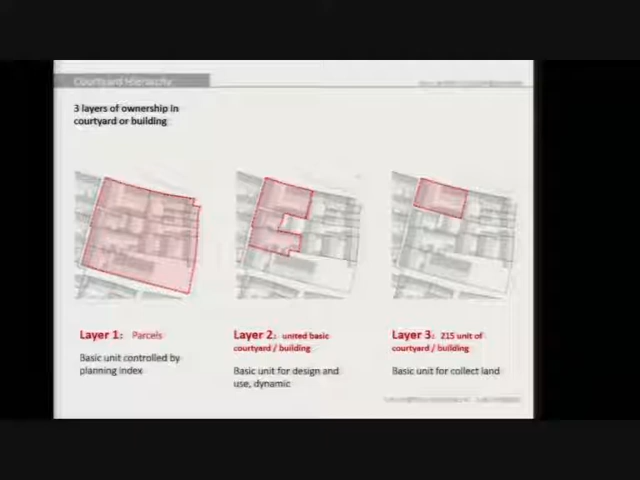 Courtyard Hierarchy
3 layers of ownership in
courtyard or building
Layer 1: Parcels
Basic unit controlled by
planning index
Layer 2: united basic
courtyard / building
Basic unit for design and
use, dynamic
Layer 3: 215 unit of
courtyard / building
Basic unit for collect land